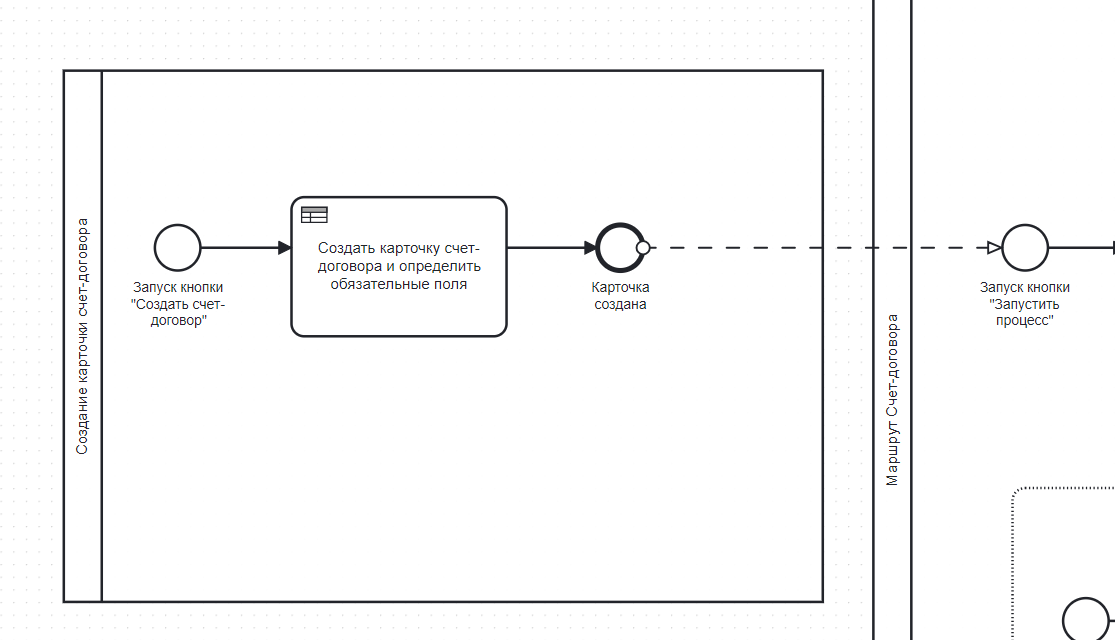 Создание карточки счет-договора
Запуск кнопки
"Создать счет-
договор"
Создать карточку счет-
договора и определить
обязательные поля
Карточка
создана
Маршрут Счет-договора
Запуск кнопки
"Запустить
процесс"